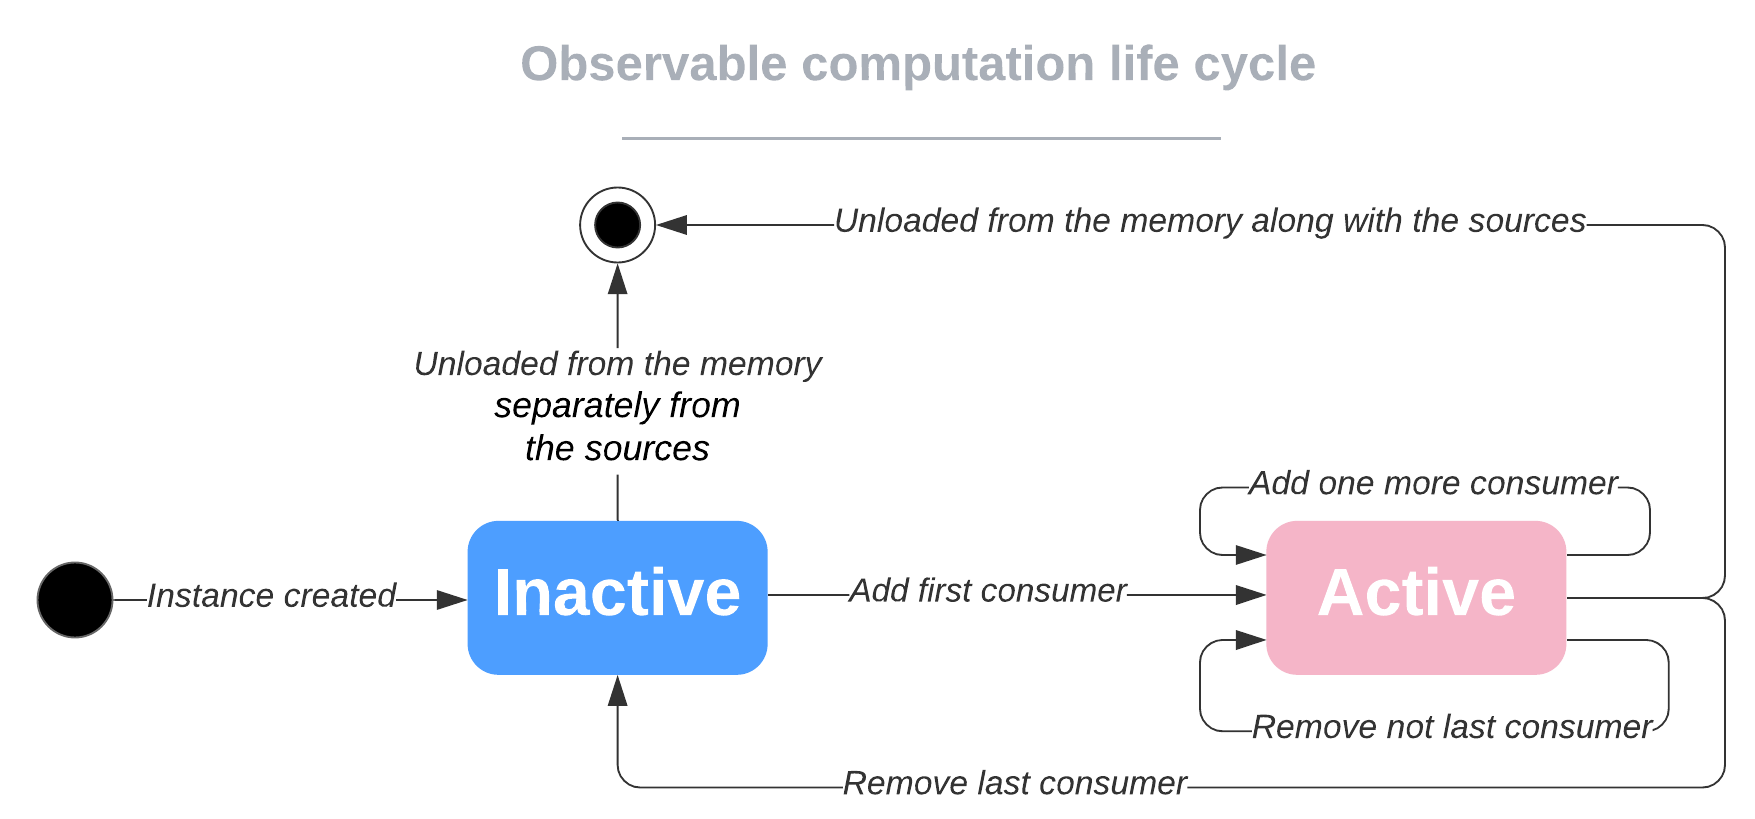 Observable computation life cycle
Unloaded from the memory along with the sources
Unloaded from the memory
separately from
the sources
Add one more consumer
Instance created
Inactive
Add first consumer
Active
Remove not last consumer
Remove last consumer